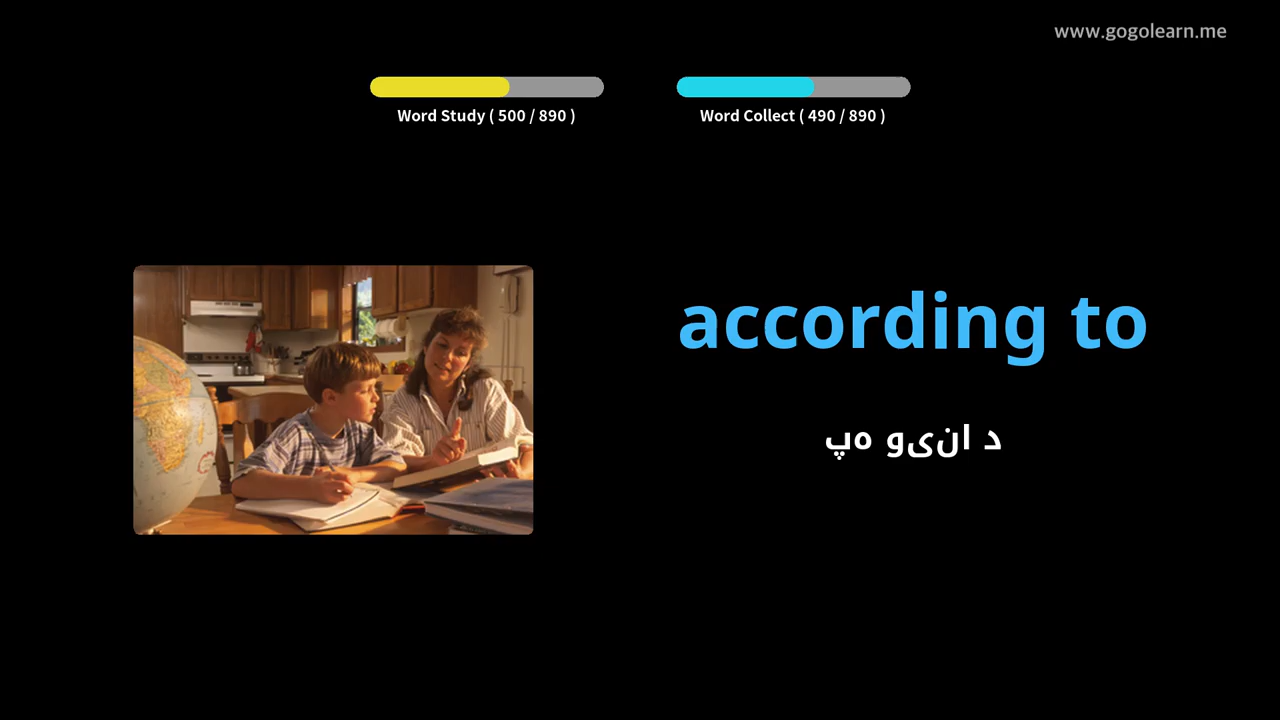 www.gogolearn.me
Word Study ( 500 / 890 )
Word Collect ( 490 / 890 )
according to
د انیو هپ